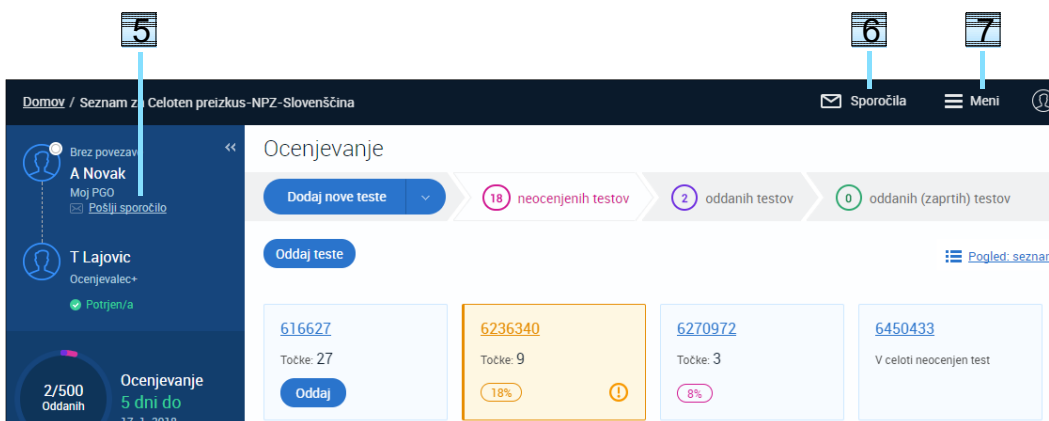 5
6
7
Domov / Seznam za Celoten preizkus-NPZ-Slovenščina
Sporočila
Meni
Brez povezave
A Novak
Moj PGO
Pošlji sporočilo
T Lajovic
Ocenjevalec+
Potrjen/a
2/500
Oddanih
Ocenjevanje
5 dni do
17. 1. 2018
Ocenjevanje
Dodaj nove teste
18 neocenjenih testov
2 oddanih testov
0 oddanih (zaprtih) testov
Oddaj teste
Pogled: seznam
616627
Točke: 27
Oddaj
6236340
Točke: 9
18%
6270972
Točke: 3
8%
6450433
V celoti neocenjen test